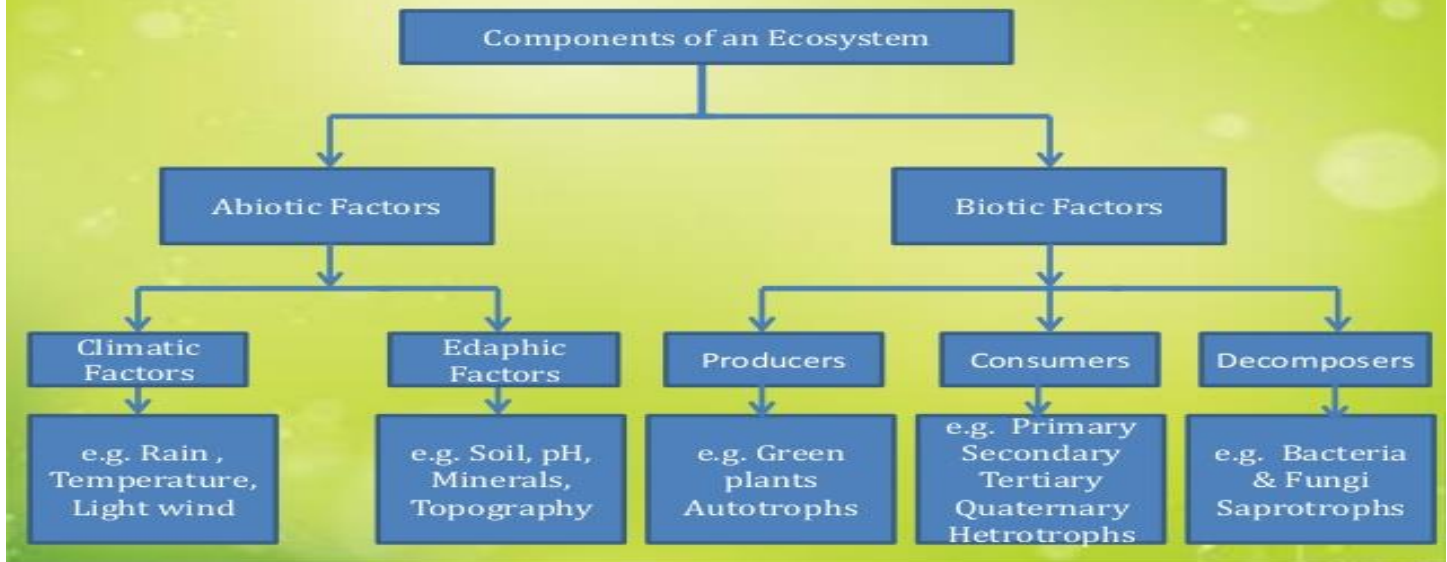 Components of an Ecosystem
Abiotic Factors
Biotic Factors
Climatic
Factors
Edaphic
Factors
Producers
Consumers
Decomposers
e.g. Rain ,
Temperature,
Light wind
e.g. Soil, pH,
Minerals,
Topography
e.g. Green
plants
Autotrophs
e.g. Primary
Secondary
Tertiary
Quaternary
Hetrotrophs
e.g. Bacteria
& Fungi
Saprotrophs